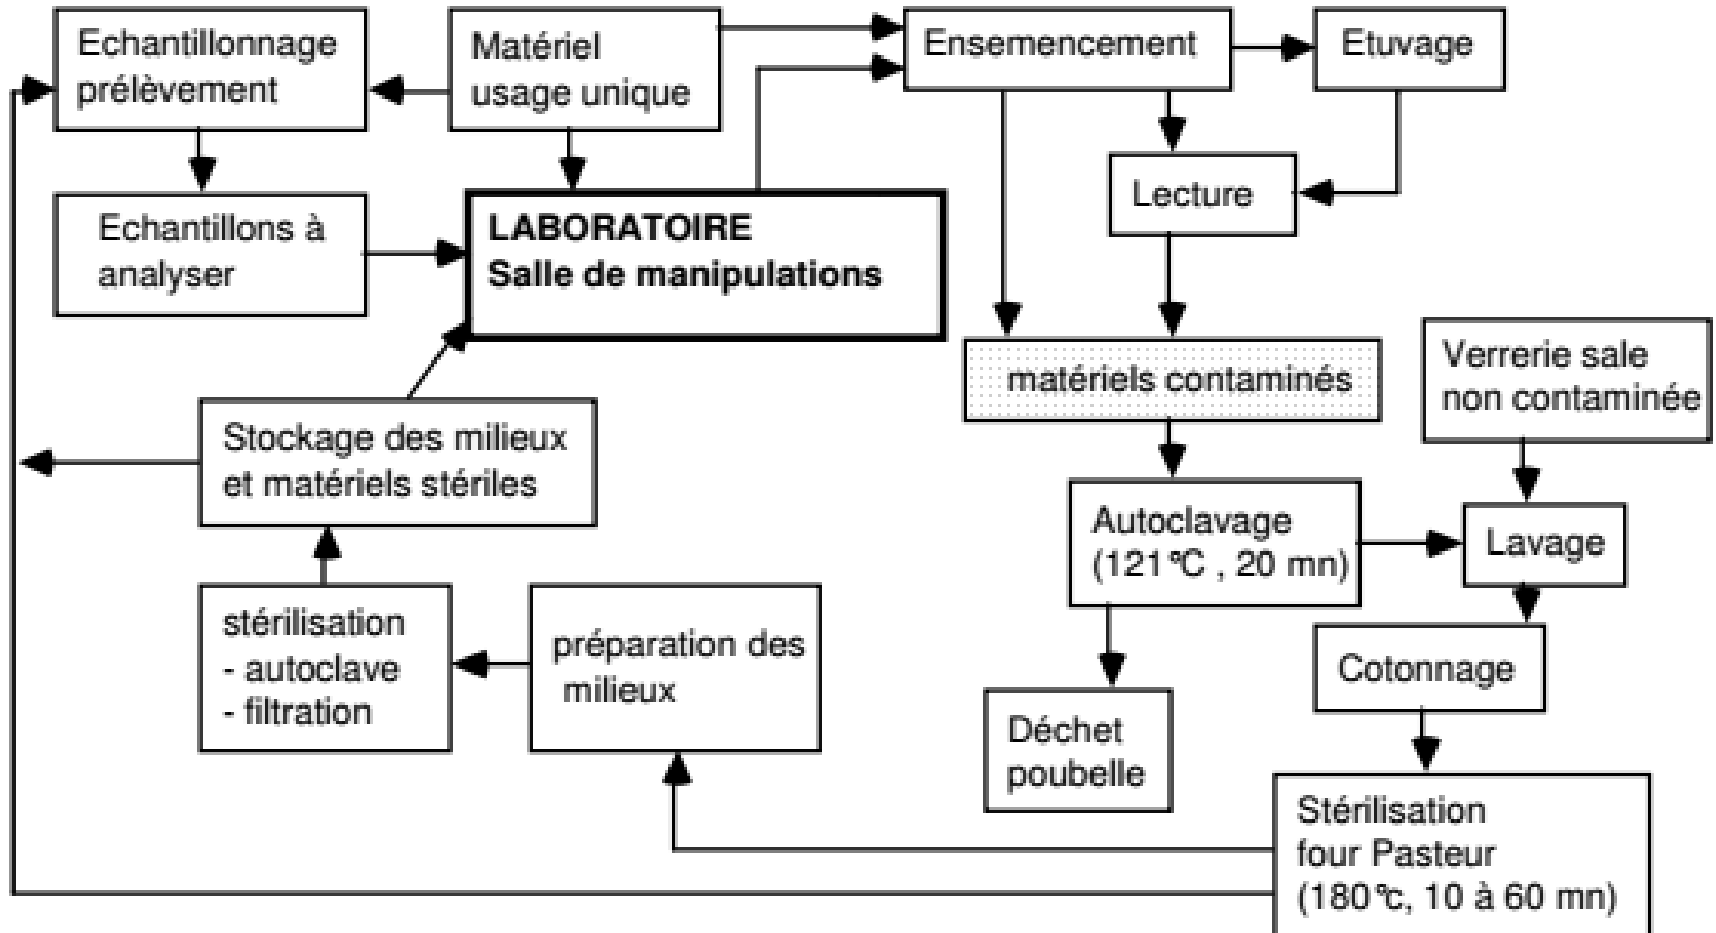 Echantillonnage
prélèvement
Matériel
usage unique
Ensemencement
Etuvage
Lecture
Echantillons à
analyser
LABORATOIRE
Salle de manipulations
matériels contaminés
Verrerie sale
non contaminée
Stockage des milieux
et matériels stériles
Autoclavage
(121°C , 20 mn)
Lavage
stérilisation
- autoclave
- filtration
préparation des
milieux
Cotonnage
Déchet
poubelle
Stérilisation
four Pasteur
(180°c, 10 à 60 mn)